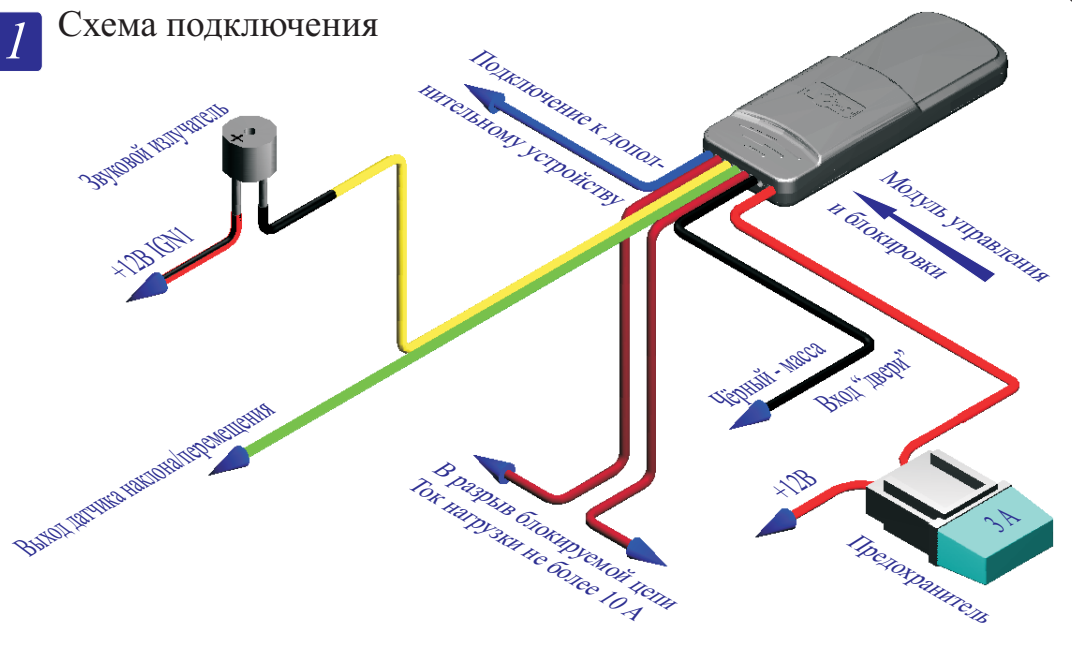 1
Схема подключения
Звуковой излучатель
+12В IGN1
Подключение к допол-
нительному устройству
Модуль управления
и блокировки
Выход датчика наклона/перемещения
В разрыв блокируемой цепи
Ток нагрузки не более 10 А
Чёрный - масса
Вход “двери”
+12В
3 А
Предохранитель